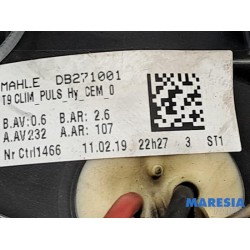 MAHLE DB271001
T9 CLIM_PULS_Hy_CEM_0
B.AV:0.6 B.AR: 2.6
A.AV232 A.AR: 107
Nr Ctrl1466 11.02.19 22h27 3 ST1
MARESIA